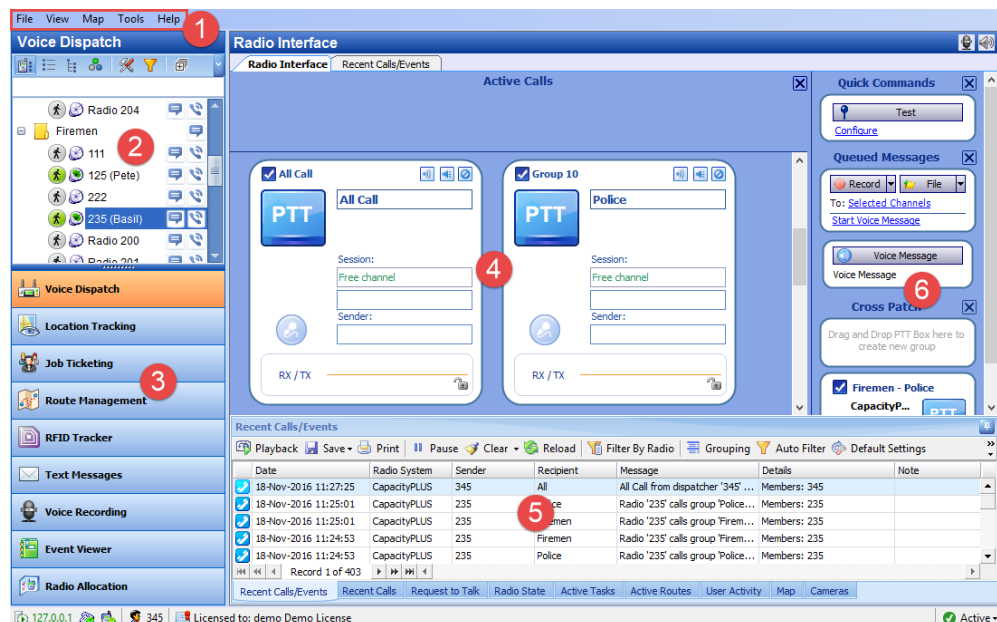 File View Map Tools Help
1
Voice Dispatch
Radio 204
Firemen
111
2
125 (Pete)
222
235 (Basil)
Radio 200
Radio 201
Voice Dispatch
Location Tracking
Job Ticketing
3
Route Management
RFID Tracker
Text Messages
Voice Recording
Event Viewer
Radio Allocation
Radio Interface
Radio Interface Recent Calls/Events
Active Calls
All Call
PTT
All Call
Session:
Free channel
Sender:
RX / TX
4
Group 10
PTT
Police
Session:
Free channel
Sender:
RX / TX
Quick Commands
Test
Configure
Queued Messages
Record File
To: Selected Channels
Start Voice Message
Voice Message
Voice Message
6
Cross Patch
Drag and Drop PTT Box here to
create new group
Firemen - Police
CapacityP...
PTT
Recent Calls/Events
Playback Save Print Pause Clear Reload Filter By Radio Grouping Auto Filter Default Settings
Date Radio System Sender Recipient Message Details Note
18-Nov-2016 11:27:25 CapacityPLUS 345 All All Call from dispatcher '345' ... Members: 345
18-Nov-2016 11:25:01 CapacityPLUS 235 Radio '235' calls group 'Police... Members: 235
5
18-Nov-2016 11:25:01 CapacityPLUS 235 Radio '235' calls group 'Firem... Members: 235
18-Nov-2016 11:24:53 CapacityPLUS 235 Firemen Radio '235' calls group 'Firem... Members: 235
18-Nov-2016 11:24:53 CapacityPLUS 235 Police Radio '235' calls group 'Police... Members: 235
Record 1 of 403
Recent Calls/Events Recent Calls Request to Talk Radio State Active Tasks Active Routes User Activity Map Cameras
127.0.0.1 345 Licensed to: demo Demo License Active